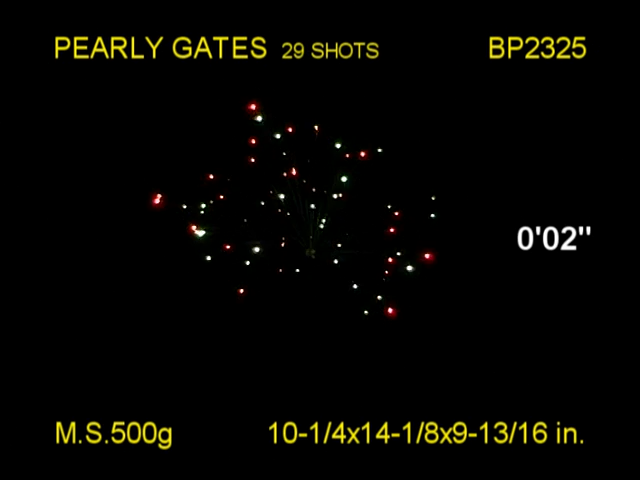 PEARLY GATES 29 SHOTS BP2325
0'02"
M.S.500g 10-1/4x14-1/8x9-13/16 in.